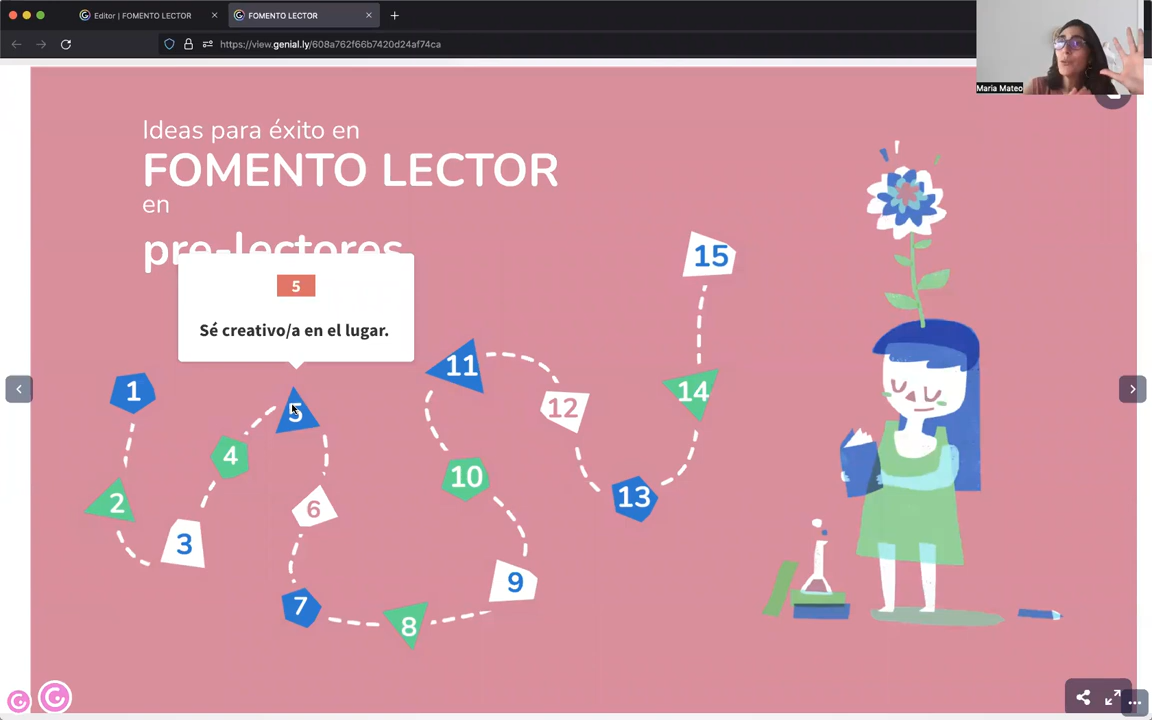 Editor | FOMENTO LECTOR
FOMENTO LECTOR
https://view.genial.ly/608a762f66b7420d24af74ca
Maria Mateo
Ideas para éxito en
FOMENTO LECTOR
en
pre-lectores
5
Sé creativo/a en el lugar.
1
2
3
4
5
6
7
8
9
10
11
12
13
14
15